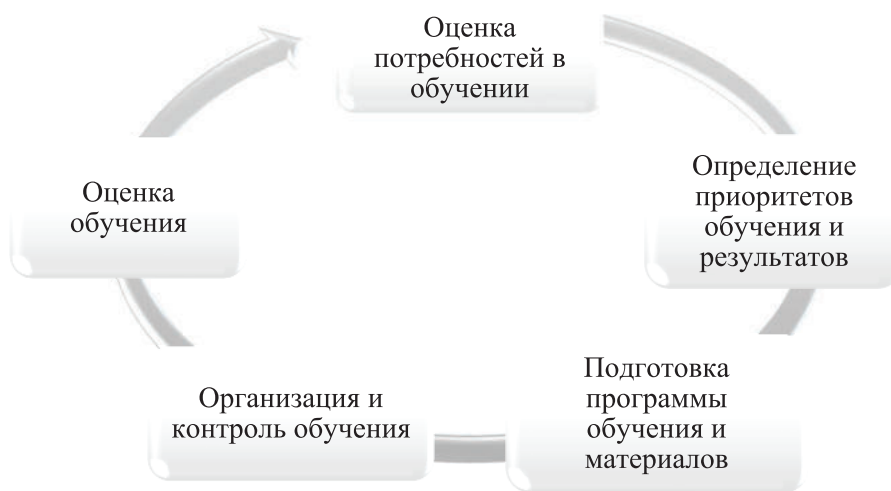 Оценка
потребностей в
обучении
Определение
приоритетов
обучения и
результатов
Подготовка
программы
обучения и
материалов
Организация и
контроль обучения
Оценка
обучения